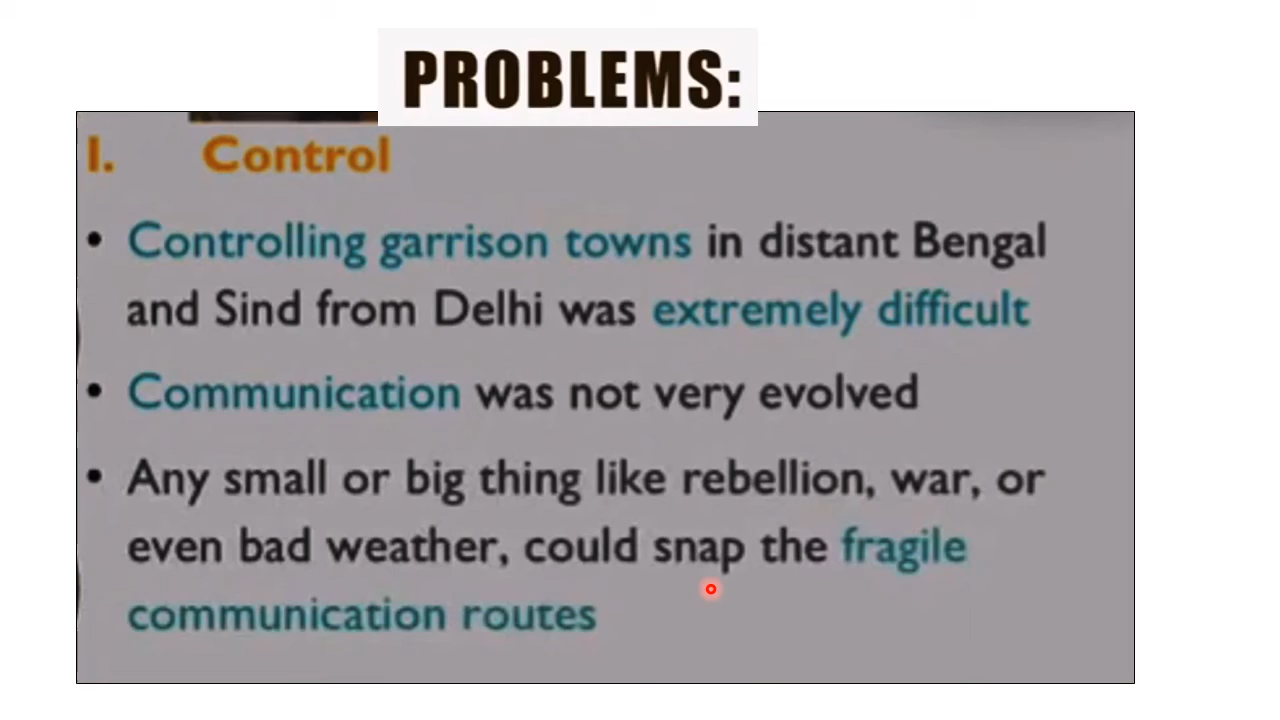 PROBLEMS:
I. Control
• Controlling garrison towns in distant Bengal
and Sind from Delhi was extremely difficult
• Communication was not very evolved
• Any small or big thing like rebellion, war, or
even bad weather, could snap the fragile
communication routes